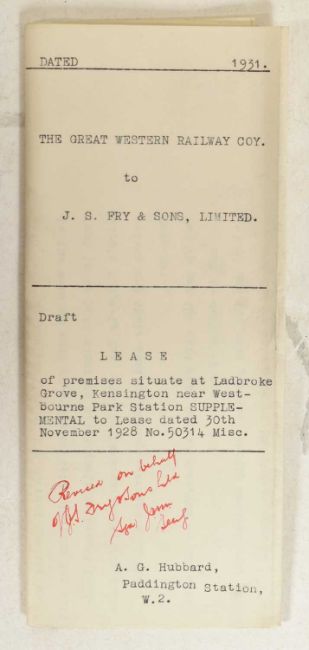 DATED 1931.
THE GREAT WESTERN RAILWAY COY.
to
J. S. FRY & SONS, LIMITED.
Draft
L E A S E
of premises situate at Ladbroke
Grove, Kensington near West-
bourne Park Station SUPPLE-
MENTAL to Lease dated 30th
November 1928 No.50314 Misc.
Revised on behalf
of J.S. Fry & Sons Ltd
A. G. Hubbard,
Paddington Station,
W.2.